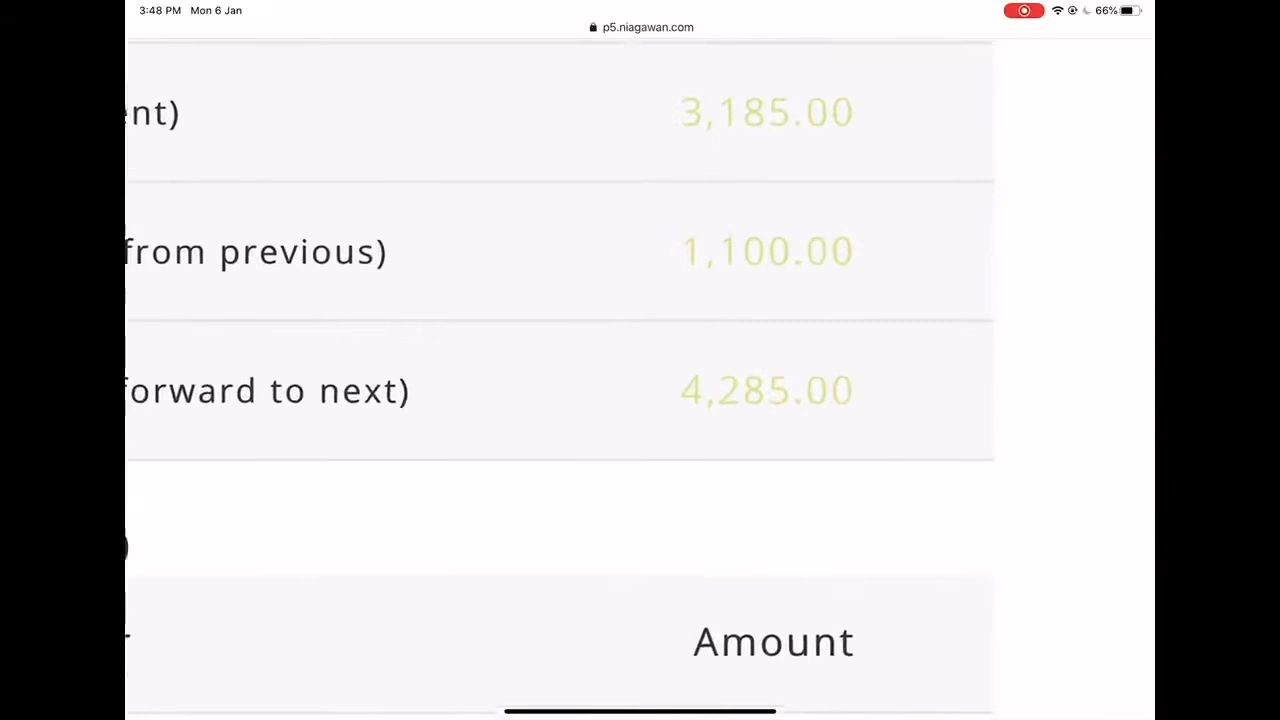 3:48 PM Mon 6 Jan
66%
p5.niagawan.com
ent) 3,185.00
from previous) 1,100.00
forward to next) 4,285.00
)
Amount